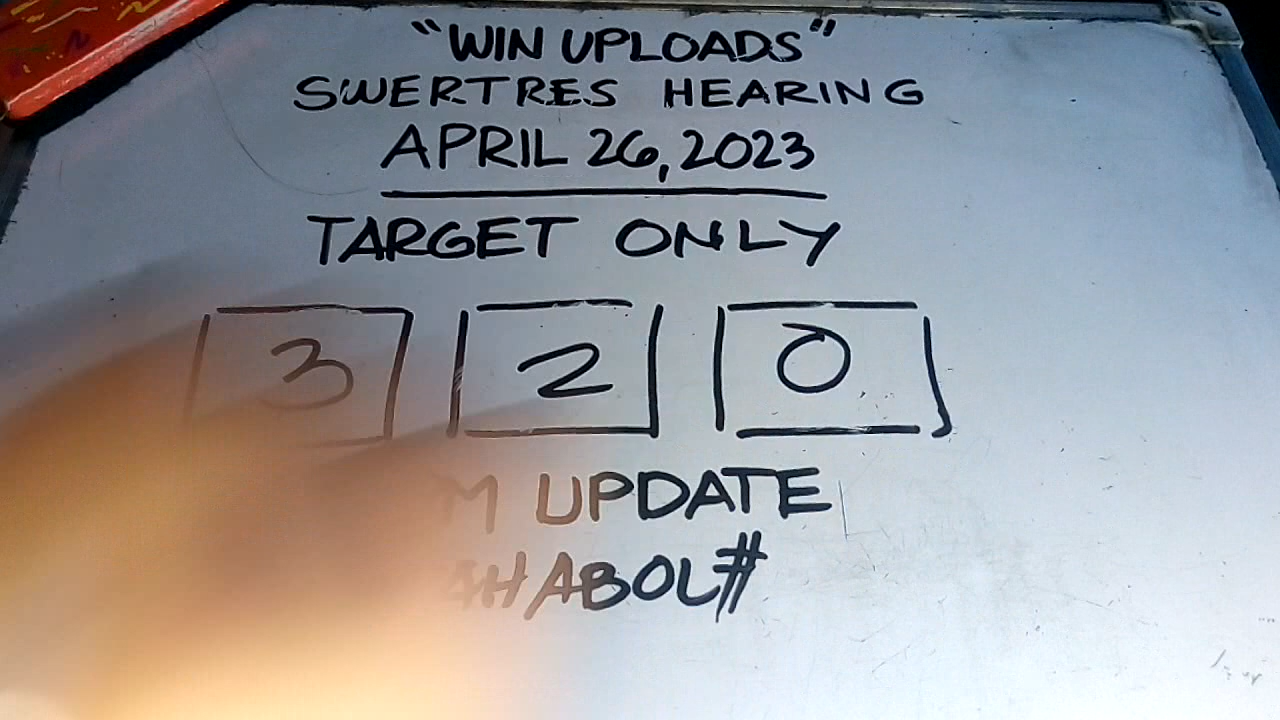 "WIN UPLOADS"
SWERTRES HEARING
APRIL 26, 2023
TARGET ONLY
3 2 0
UPDATE